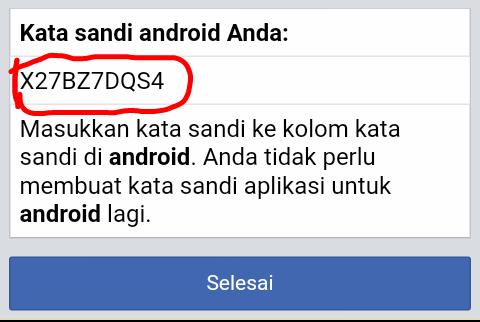 Kata sandi android Anda:
X27BZ7DQS4
Masukkan kata sandi ke kolom kata
sandi di android. Anda tidak perlu
membuat kata sandi aplikasi untuk
android lagi.
Selesai